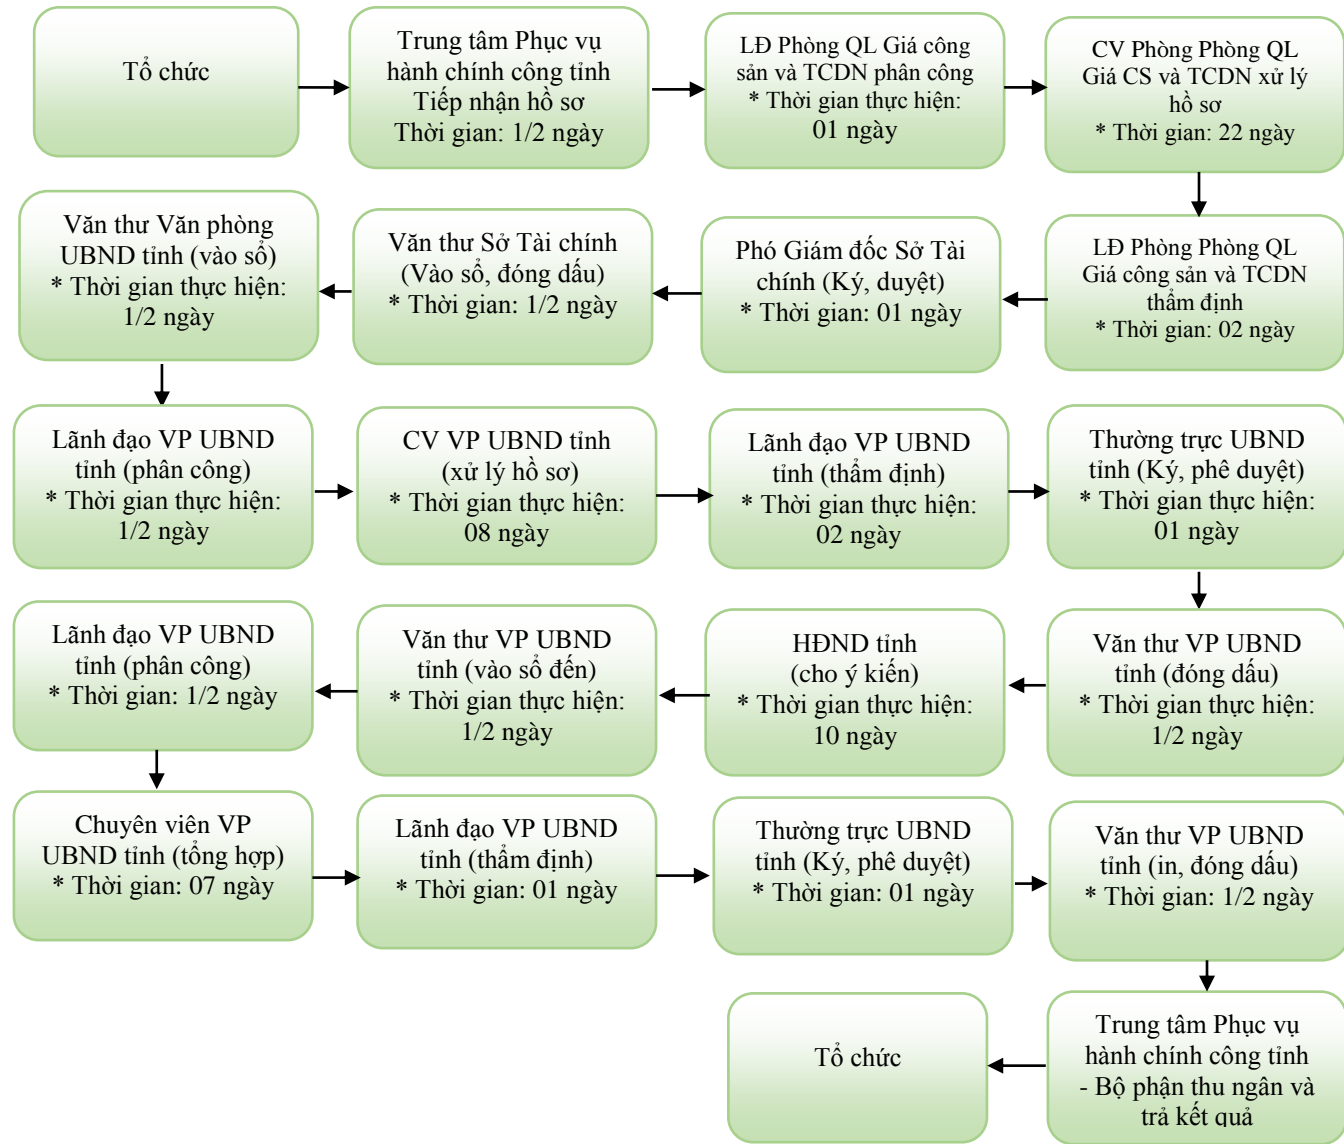 Tổ chức
Trung tâm Phục vụ
hành chính công tỉnh
Tiếp nhận hồ sơ
Thời gian: 1/2 ngày
LĐ Phòng QL Giá công
sản và TCDN phân công
* Thời gian thực hiện:
01 ngày
CV Phòng Phòng QL
Giá CS và TCDN xử lý
hồ sơ
* Thời gian: 22 ngày
LĐ Phòng Phòng QL
Giá công sản và TCDN
thẩm định
* Thời gian: 02 ngày
Phó Giám đốc Sở Tài
chính (Ký, duyệt)
* Thời gian: 01 ngày
Văn thư Sở Tài chính
(Vào sổ, đóng dấu)
* Thời gian: 1/2 ngày
Văn thư Văn phòng
UBND tỉnh (vào sổ)
* Thời gian thực hiện:
1/2 ngày
Lãnh đạo VP UBND
tỉnh (phân công)
* Thời gian thực hiện:
1/2 ngày
CV VP UBND tỉnh
(xử lý hồ sơ)
* Thời gian thực hiện:
08 ngày
Lãnh đạo VP UBND
tỉnh (thẩm định)
* Thời gian thực hiện:
02 ngày
Thường trực UBND
tỉnh (Ký, phê duyệt)
* Thời gian thực hiện:
01 ngày
Văn thư VP UBND
tỉnh (đóng dấu)
* Thời gian thực hiện:
1/2 ngày
HĐND tỉnh
(cho ý kiến)
* Thời gian thực hiện:
10 ngày
Văn thư VP UBND
tỉnh (vào sổ đến)
* Thời gian thực hiện:
1/2 ngày
Lãnh đạo VP UBND
tỉnh (phân công)
* Thời gian: 1/2 ngày
Chuyên viên VP
UBND tỉnh (tổng hợp)
* Thời gian: 07 ngày
Lãnh đạo VP UBND
tỉnh (thẩm định)
* Thời gian: 01 ngày
Thường trực UBND
tỉnh (Ký, phê duyệt)
* Thời gian: 01 ngày
Văn thư VP UBND
tỉnh (in, đóng dấu)
* Thời gian: 1/2 ngày
Trung tâm Phục vụ
hành chính công tỉnh
- Bộ phận thu ngân và
trả kết quả
Tổ chức